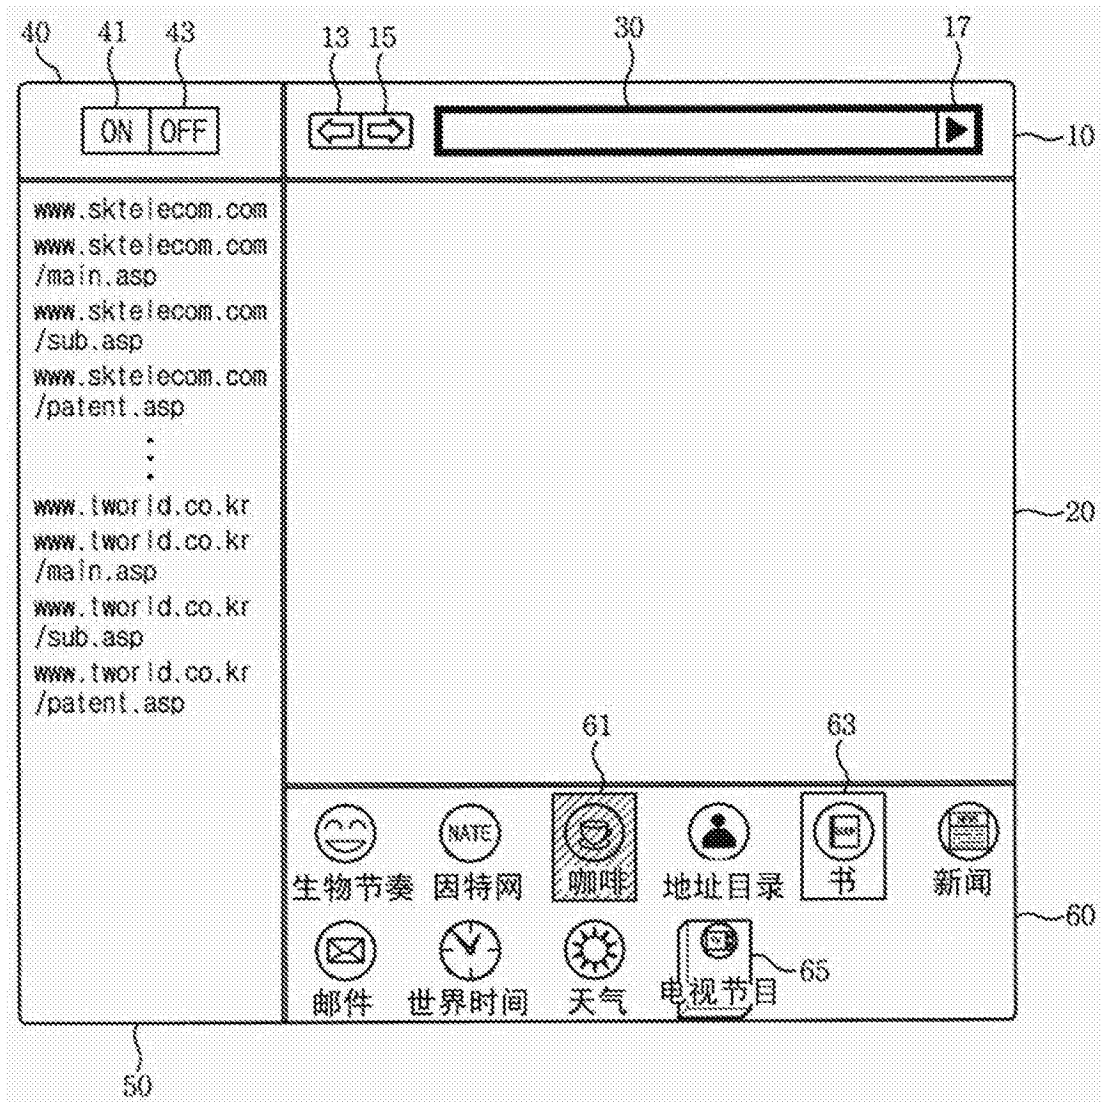 40 41 43 13 15 30 17
ON OFF
10
www.sktelecom.com
www.sktelecom.com
/main.asp
www.sktelecom.com
/sub.asp
www.sktelecom.com
/patent.asp
www.tworld.co.kr
www.tworld.co.kr
/main.asp
www.tworld.co.kr
/sub.asp
www.tworld.co.kr
/patent.asp
20
61 63
NATE
生物节奏 因特网 咖啡 地址目录 书 新闻
60
65
邮件 世界时间 天气 电视节目
50